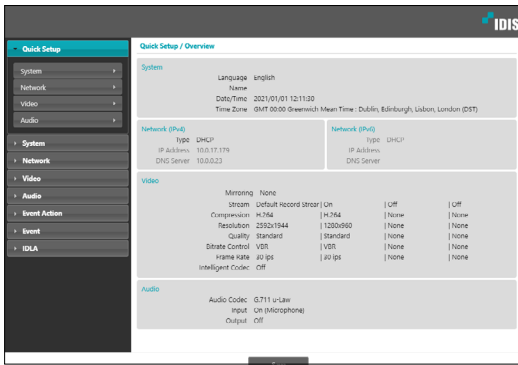 IDIS
Quick Setup
System
Network
Video
Audio
System
Network
Video
Audio
Event Action
Event
IDLA
Quick Setup / Overview
System
Language English
Name
Date/Time 2021/01/01 12:11:30
Time Zone GMT 00:00 Greenwich Mean Time : Dublin, Edinburgh, Lisbon, London (DST)
Network (IPv4)
Type DHCP
IP Address 10.0.17.179
DNS Server 10.0.0.23
Network (IPv6)
Type DHCP
IP Address
DNS Server
Video
Mirroring None
Stream Default Record Strear | On | Off | Off
Compression H.264 | H.264 | None | None
Resolution 2592x1944 | 1280x960 | None | None
Quality Standard | Standard | None | None
Bitrate Control VBR | VBR | None | None
Frame Rate 30 ips | 30 ips | None | None
Intelligent Codec Off
Audio
Audio Codec G.711 u-Law
Input On (Microphone)
Output Off